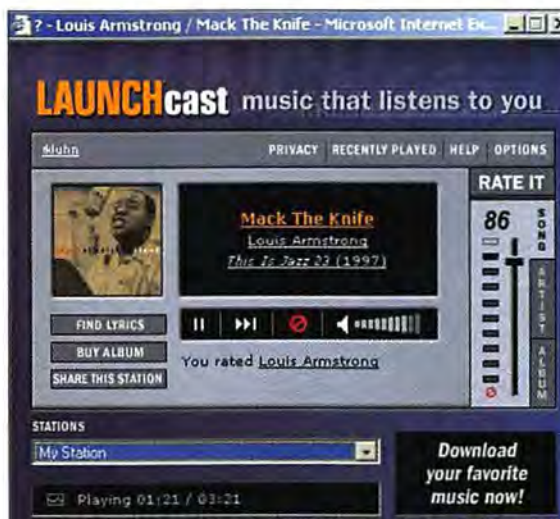 ? - Louis Armstrong / Mack The Knife - Microsoft Internet Ex...
LAUNCHcast music that listens to you
skluhn
PRIVACY RECENTLY PLAYED HELP OPTIONS
RATE IT
86
SONG
ARTIST
ALBUM
Mack The Knife
Louis Armstrong
This Is Jazz 23 (1997)
FIND LYRICS
BUY ALBUM
SHARE THIS STATION
You rated Louis Armstrong
STATIONS
My Station
Playing 01:21 / 03:21
Download
your favorite
music now!